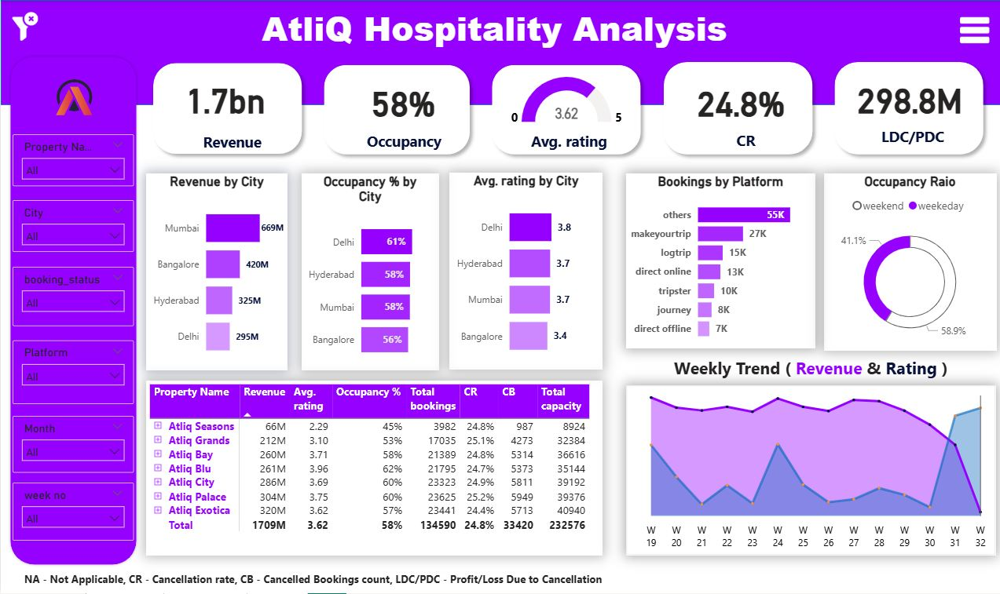 AtliQ Hospitality Analysis
1.7bn
Revenue
58%
Occupancy
0
3.62
5
Avg. rating
24.8%
CR
298.8M
LDC/PDC
Property Na...
All
City
All
booking_status
All
Platform
All
Month
All
week no
All
Revenue by City
Mumbai 669M
Bangalore 420M
Hyderabad 325M
Delhi 295M
Occupancy % by
City
Delhi 61%
Hyderabad 58%
Mumbai 58%
Bangalore 56%
Avg. rating by City
Delhi 3.8
Hyderabad 3.7
Mumbai 3.7
Bangalore 3.4
Bookings by Platform
others 55K
makeyourtrip 27K
logtrip 15K
direct online 13K
tripster 10K
journey 8K
direct offline 7K
Occupancy Raio
weekend weekeday
41.1%
58.9%
Property Name Revenue Avg. rating Occupancy % Total bookings CR CB Total capacity
Atliq Seasons 66M 2.29 45% 3982 24.8% 987 8924
Atliq Grands 212M 3.10 53% 17035 25.1% 4273 32384
Atliq Bay 260M 3.71 58% 21389 24.8% 5314 36616
Atliq Blu 261M 3.96 62% 21795 24.7% 5373 35144
Atliq City 286M 3.69 60% 23323 24.9% 5811 39192
Atliq Palace 304M 3.75 60% 23625 25.2% 5949 39376
Atliq Exotica 320M 3.62 57% 23441 24.4% 5713 40940
Total 1709M 3.62 58% 134590 24.8% 33420 232576
Weekly Trend ( Revenue & Rating )
W W W W W W W W W W W W W W
19 20 21 22 23 24 25 26 27 28 29 30 31 32
NA - Not Applicable, CR - Cancellation rate, CB - Cancelled Bookings count, LDC/PDC - Profit/Loss Due to Cancellation